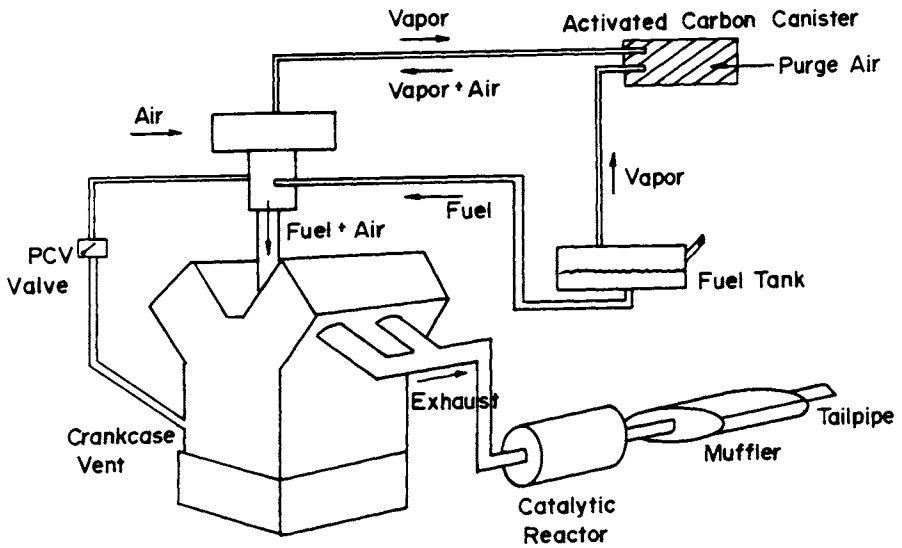 Vapor
Activated Carbon Canister
Purge Air
Vapor + Air
Air
Vapor
Fuel
Fuel + Air
PCV
Valve
Fuel Tank
Exhaust
Tailpipe
Crankcase
Vent
Muffler
Catalytic
Reactor